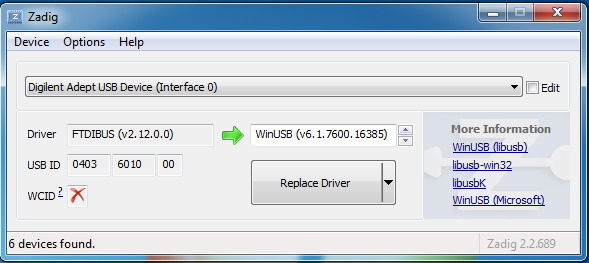 Zadig
Device Options Help
Digilent Adept USB Device (Interface 0) Edit
Driver FTDIBUS (v2.12.0.0) WinUSB (v6.1.7600.16385)
USB ID 0403 6010 00
WCID ?
Replace Driver
More Information
WinUSB (libusb)
libusb-win32
libusbK
WinUSB (Microsoft)
6 devices found. Zadig 2.2.689